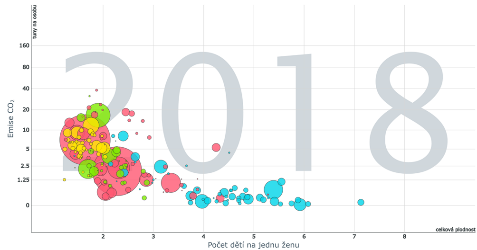 tuny na osobu
2018
160
80
40
20
10
5
2.5
1.25
0
Emise CO₂
2 3 4 5 6 7 8
celková plodnost
Počet dětí na jednu ženu